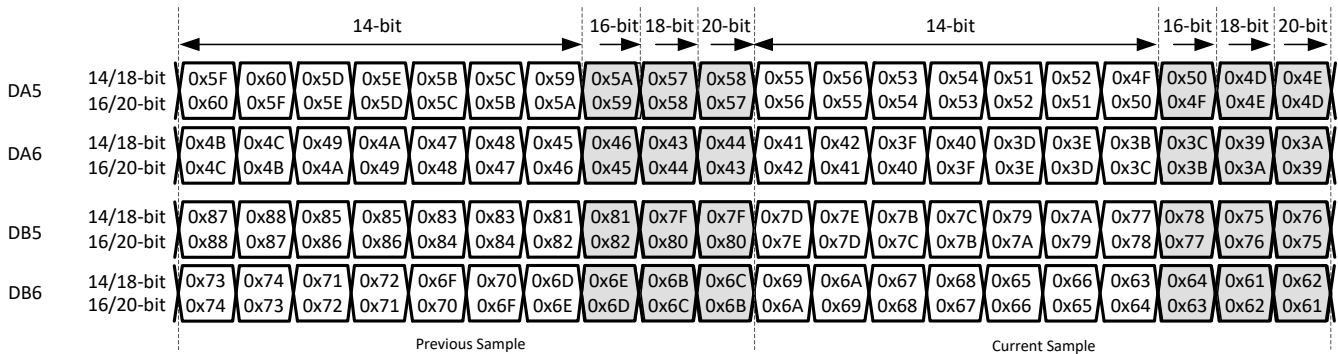 14-bit 16-bit 18-bit 20-bit 14-bit 16-bit 18-bit 20-bit
DA5
14/18-bit 0x5F 0x60 0x5D 0x5E 0x5B 0x5C 0x59 0x5A 0x57 0x58 0x55 0x56 0x53 0x54 0x51 0x52 0x4F 0x50 0x4D 0x4E
16/20-bit 0x60 0x5F 0x5E 0x5D 0x5C 0x5B 0x5A 0x59 0x58 0x57 0x56 0x55 0x54 0x53 0x52 0x51 0x50 0x4F 0x4E 0x4D
DA6
14/18-bit 0x4B 0x4C 0x49 0x4A 0x47 0x48 0x45 0x46 0x43 0x44 0x41 0x42 0x3F 0x40 0x3D 0x3E 0x3B 0x3C 0x39 0x3A
16/20-bit 0x4C 0x4B 0x4A 0x49 0x48 0x47 0x46 0x45 0x44 0x43 0x42 0x41 0x40 0x3F 0x3E 0x3D 0x3C 0x3B 0x3A 0x39
DB5
14/18-bit 0x87 0x88 0x85 0x85 0x83 0x83 0x81 0x81 0x7F 0x7F 0x7D 0x7E 0x7B 0x7C 0x79 0x7A 0x77 0x78 0x75 0x76
16/20-bit 0x88 0x87 0x86 0x86 0x84 0x84 0x82 0x82 0x80 0x80 0x7E 0x7D 0x7C 0x7B 0x7A 0x79 0x78 0x77 0x76 0x75
DB6
14/18-bit 0x73 0x74 0x71 0x72 0x6F 0x70 0x6D 0x6E 0x6B 0x6C 0x69 0x6A 0x67 0x68 0x65 0x66 0x63 0x64 0x61 0x62
16/20-bit 0x74 0x73 0x72 0x71 0x70 0x6F 0x6E 0x6D 0x6C 0x6B 0x6A 0x69 0x68 0x67 0x66 0x65 0x64 0x63 0x62 0x61
Previous Sample Current Sample